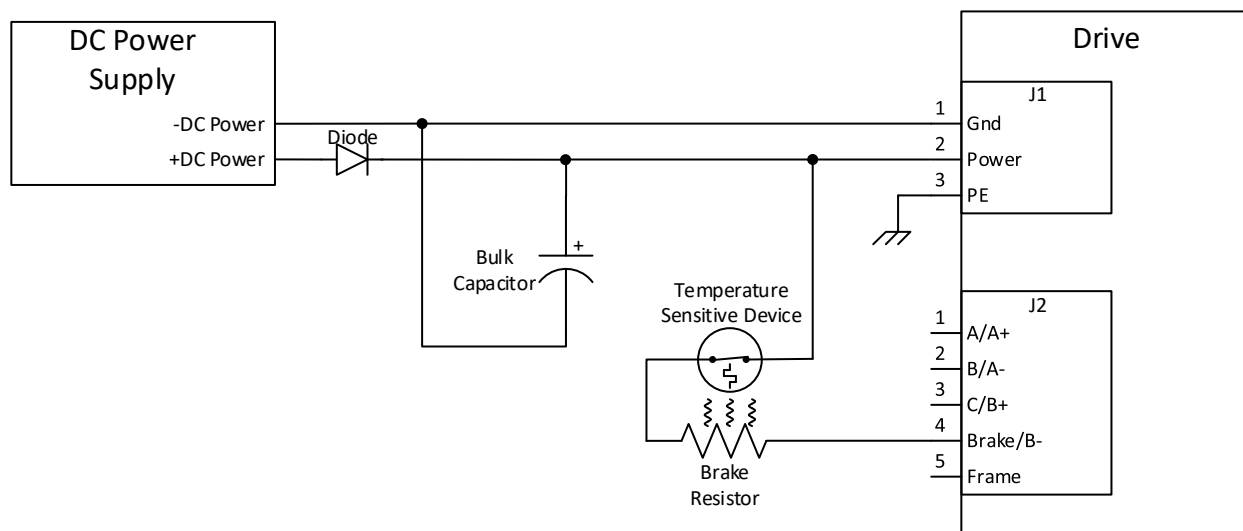 DC Power
Supply
-DC Power
+DC Power
Diode
Bulk
Capacitor
+
Temperature
Sensitive Device
Brake
Resistor
Drive
J1
1 Gnd
2 Power
3 PE
J2
1 A/A+
2 B/A-
3 C/B+
4 Brake/B-
5 Frame